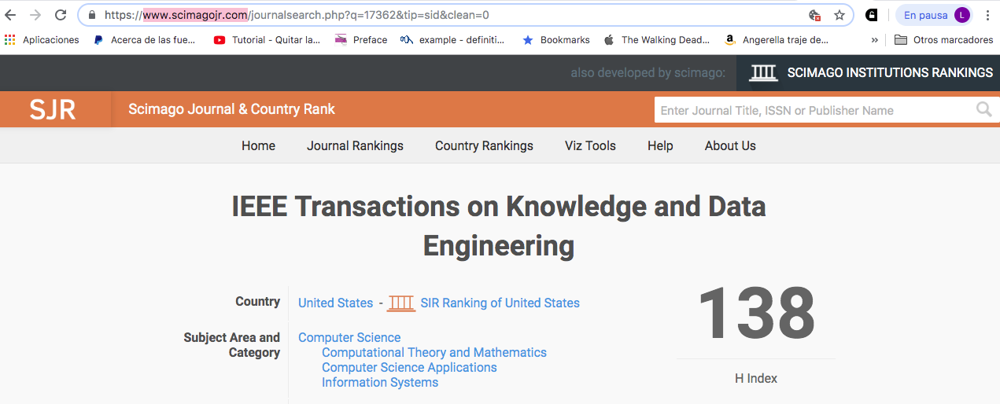 https://www.scimagojr.com/journalsearch.php?q=17362&tip=sid&clean=0
En pausa L
Aplicaciones Acerca de las fue... Tutorial - Quitar la... Preface example - definiti... Bookmarks The Walking Dead... Angerella traje de... » Otros marcadores
also developed by scimago: SCIMAGO INSTITUTIONS RANKINGS
SJR Scimago Journal & Country Rank Enter Journal Title, ISSN or Publisher Name
Home Journal Rankings Country Rankings Viz Tools Help About Us
IEEE Transactions on Knowledge and Data
Engineering
Country United States - SIR Ranking of United States
Subject Area and
Category
Computer Science
Computational Theory and Mathematics
Computer Science Applications
Information Systems
138
H Index